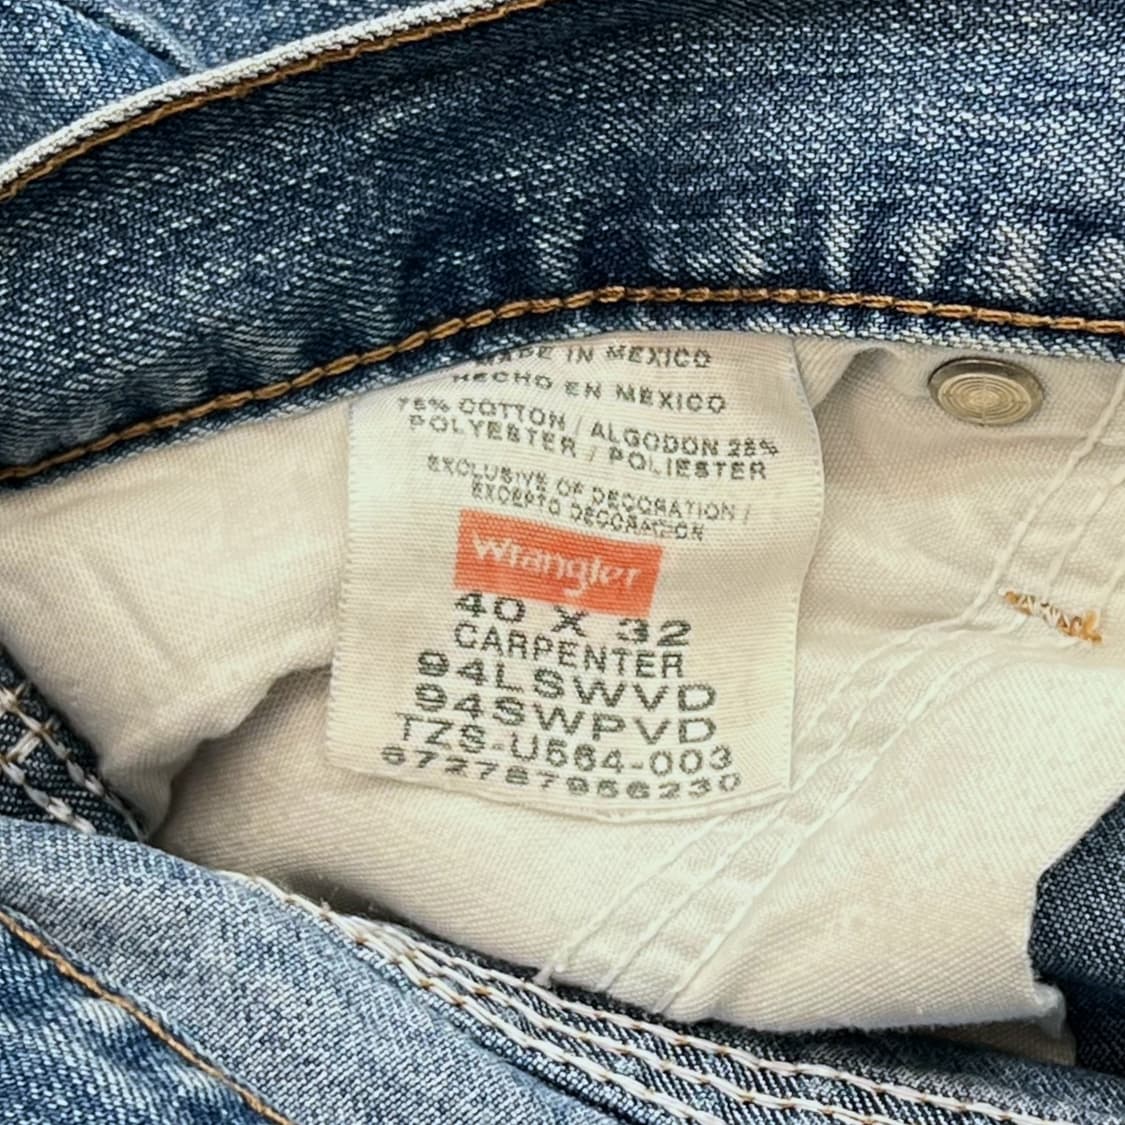 MADE IN MEXICO
HECHO EN MEXICO
75% COTTON / ALGODON 25%
POLYESTER / POLIESTER
EXCLUSIVE OF DECORATION /
EXCEPTO DECORACION
Wrangler
40 X 32
CARPENTER
94LSWVD
94SWPVD
TZS-U564-003